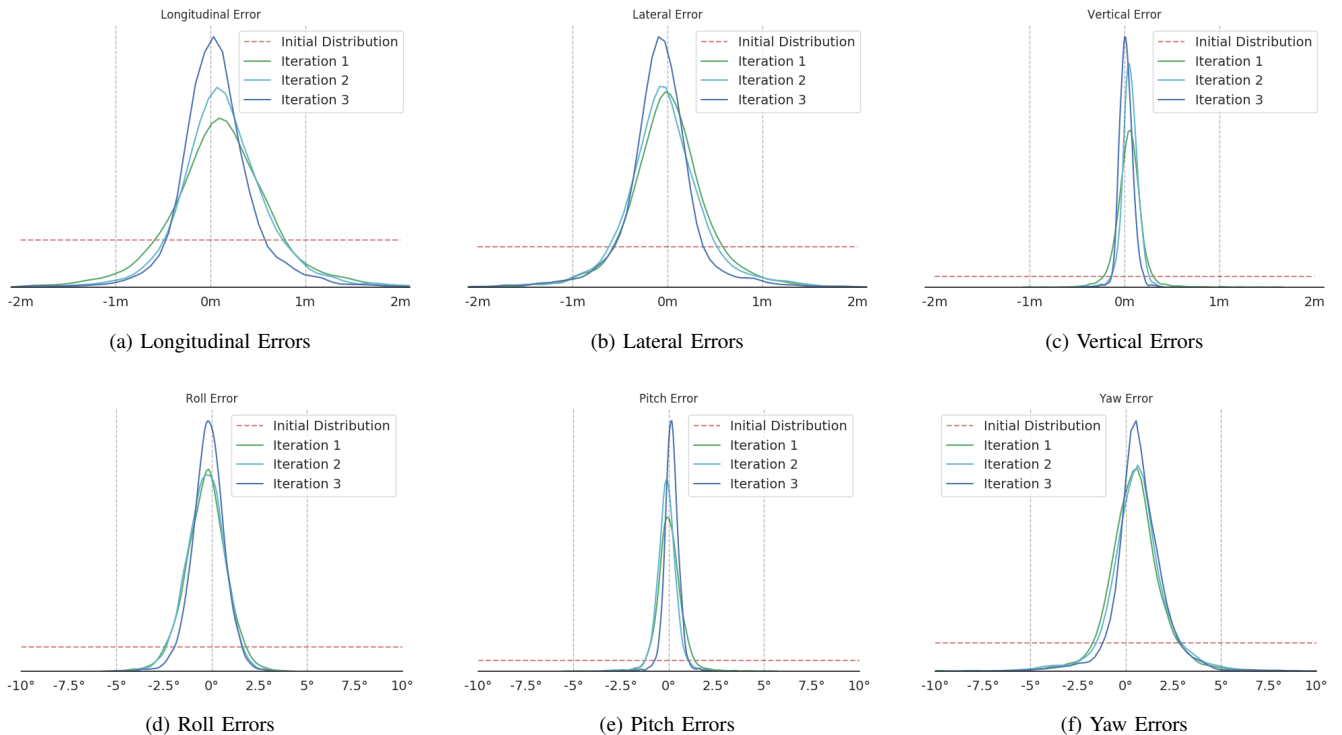 Longitudinal Error
Initial Distribution
Iteration 1
Iteration 2
Iteration 3
-2m -1m 0m 1m 2m
(a) Longitudinal Errors
Lateral Error
Initial Distribution
Iteration 1
Iteration 2
Iteration 3
-2m -1m 0m 1m 2m
(b) Lateral Errors
Vertical Error
Initial Distribution
Iteration 1
Iteration 2
Iteration 3
-2m -1m 0m 1m 2m
(c) Vertical Errors
Roll Error
Initial Distribution
Iteration 1
Iteration 2
Iteration 3
-10° -7.5° -5° -2.5° 0° 2.5° 5° 7.5° 10°
(d) Roll Errors
Pitch Error
Initial Distribution
Iteration 1
Iteration 2
Iteration 3
-10° -7.5° -5° -2.5° 0° 2.5° 5° 7.5° 10°
(e) Pitch Errors
Yaw Error
Initial Distribution
Iteration 1
Iteration 2
Iteration 3
-10° -7.5° -5° -2.5° 0° 2.5° 5° 7.5° 10°
(f) Yaw Errors